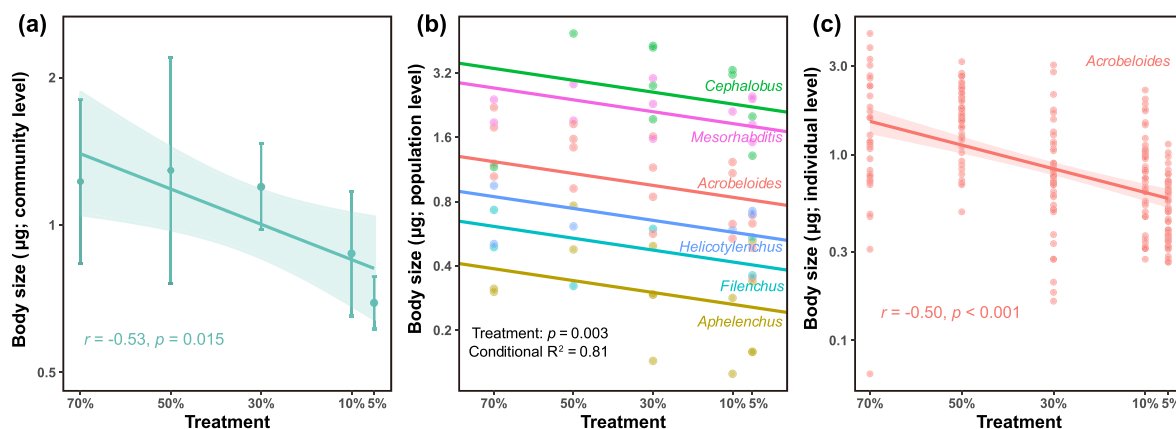 (a)
Body size (µg; community level)
2
1
0.5
r = -0.53, p = 0.015
70% 50% 30% 10% 5%
Treatment
(b)
Body size (µg; population level)
3.2
1.6
0.8
0.4
0.2
Cephalobus
Mesorhabditis
Acrobeloides
Helicotylenchus
Filenchus
Aphelenchus
Treatment: p = 0.003
Conditional R² = 0.81
70% 50% 30% 10% 5%
Treatment
(c)
Body size (µg; individual level)
3.0
1.0
0.3
0.1
Acrobeloides
r = -0.50, p < 0.001
70% 50% 30% 10% 5%
Treatment